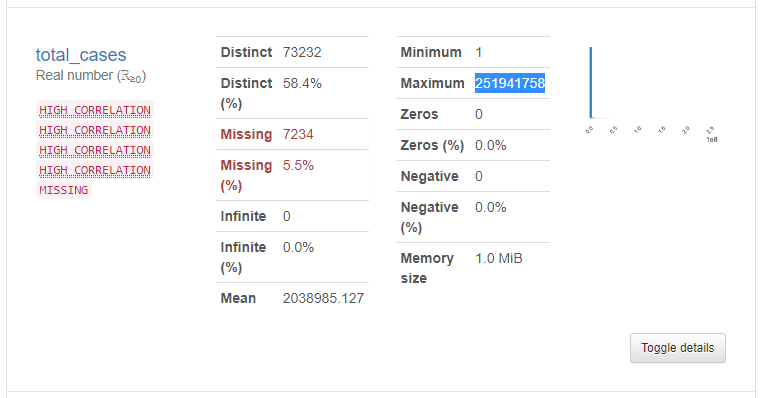 total_cases
Real number (ℝ≥0)
HIGH CORRELATION
HIGH CORRELATION
HIGH CORRELATION
HIGH CORRELATION
MISSING
Distinct 73232
Distinct 58.4%
(%)
Missing 7234
Missing 5.5%
(%)
Infinite 0
Infinite 0.0%
(%)
Mean 2038985.127
Minimum 1
Maximum 251941758
Zeros 0
Zeros (%) 0.0%
Negative 0
Negative 0.0%
(%)
Memory 1.0 MiB
size
0.0 0.5 1.0 1.5 2.0 2.5
1e8
Toggle details